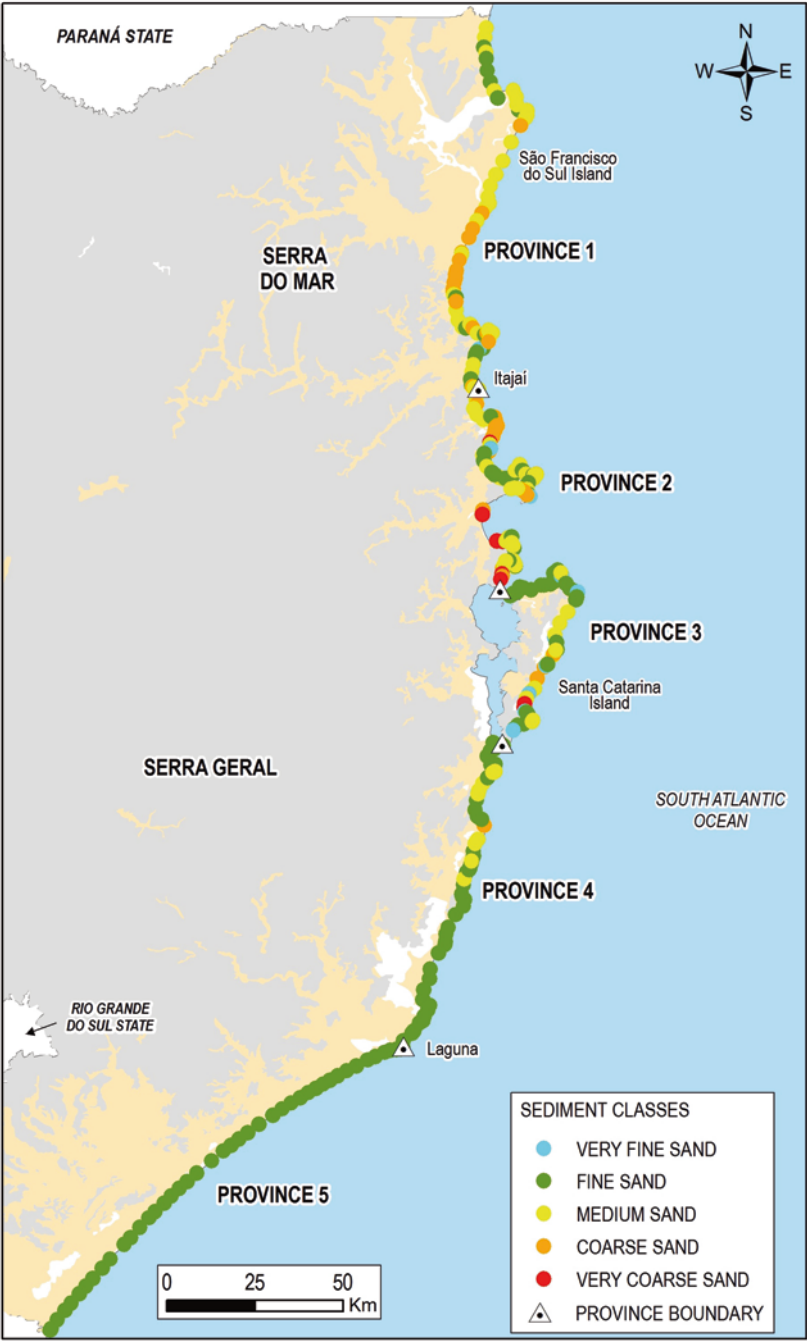 PARANÁ STATE
N
W
E
S
São Francisco
do Sul Island
SERRA
DO MAR
PROVINCE 1
Itajaí
PROVINCE 2
PROVINCE 3
Santa Catarina
Island
SERRA GERAL
SOUTH ATLANTIC
OCEAN
PROVINCE 4
RIO GRANDE
DO SUL STATE
Laguna
SEDIMENT CLASSES
VERY FINE SAND
FINE SAND
MEDIUM SAND
COARSE SAND
VERY COARSE SAND
PROVINCE BOUNDARY
PROVINCE 5
0 25 50
Km